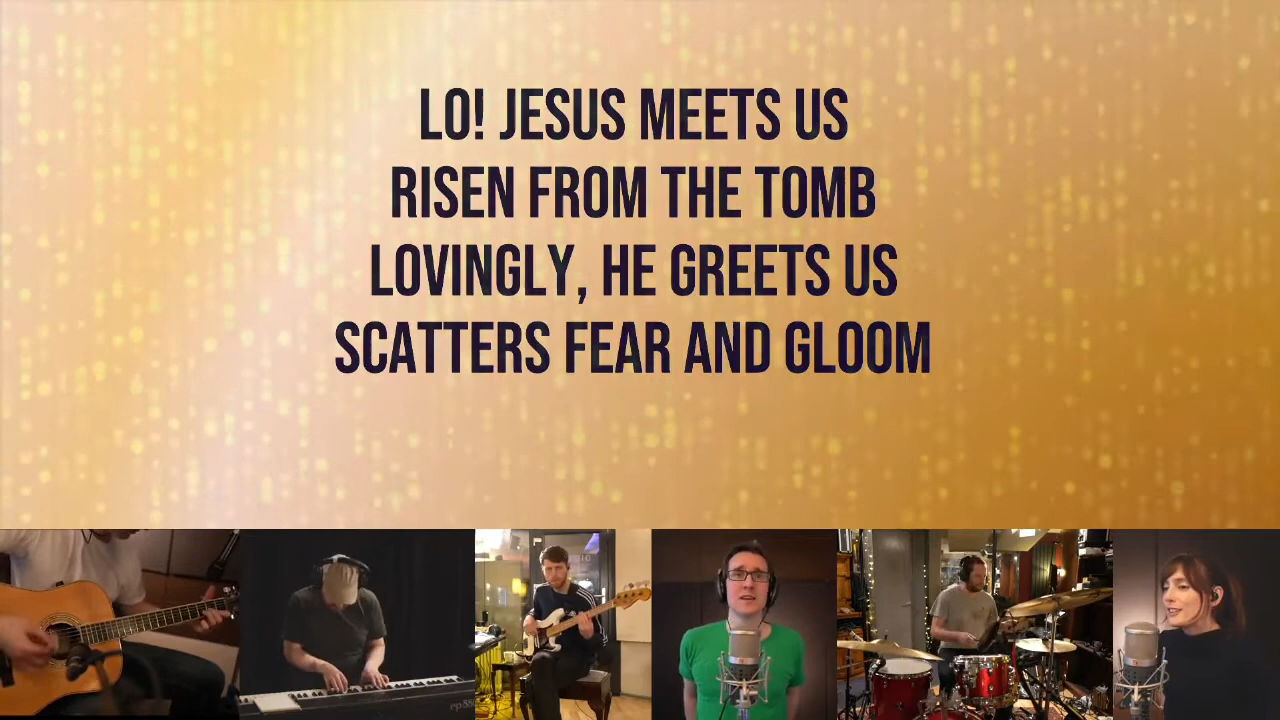 LO! JESUS MEETS US
RISEN FROM THE TOMB
LOVINGLY, HE GREETS US
SCATTERS FEAR AND GLOOM